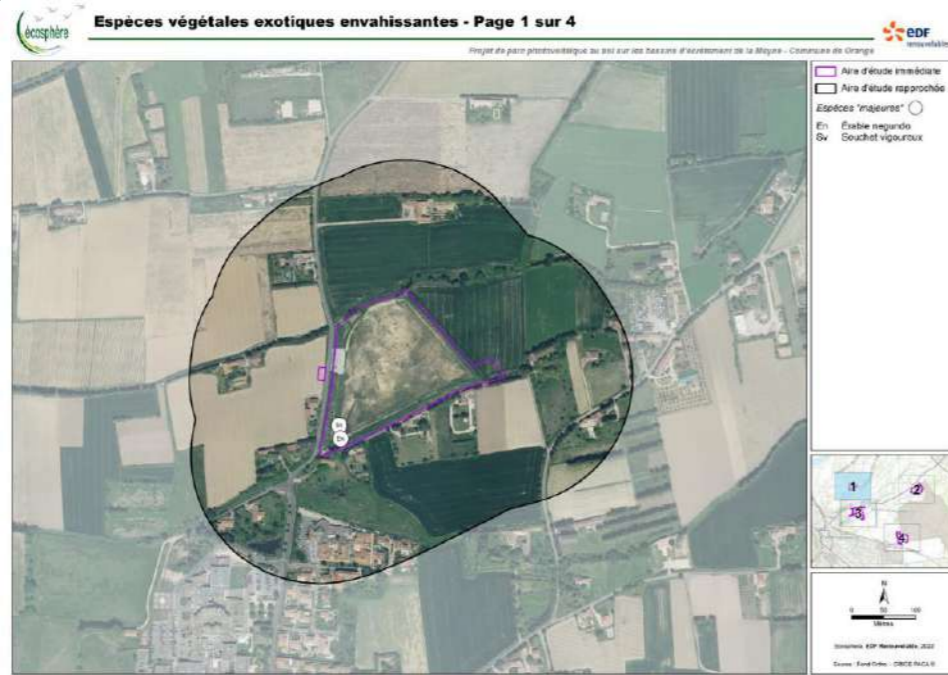 écosphère
Espèces végétales exotiques envahissantes - Page 1 sur 4
Projet de parc photovoltaïque au sol sur les bassins d'écrêtement de la Meyne - Commune de Orange
edf
renouvelables
Aire d'étude immédiate
Aire d'étude rapprochée
Espèces "majeures"
En Érable negundo
Sv Souchet vigoureux
Sv
En
1
2
3
4
N
0 50 100
Mètres
Ecosphère, EDF Renouvelables, 2022